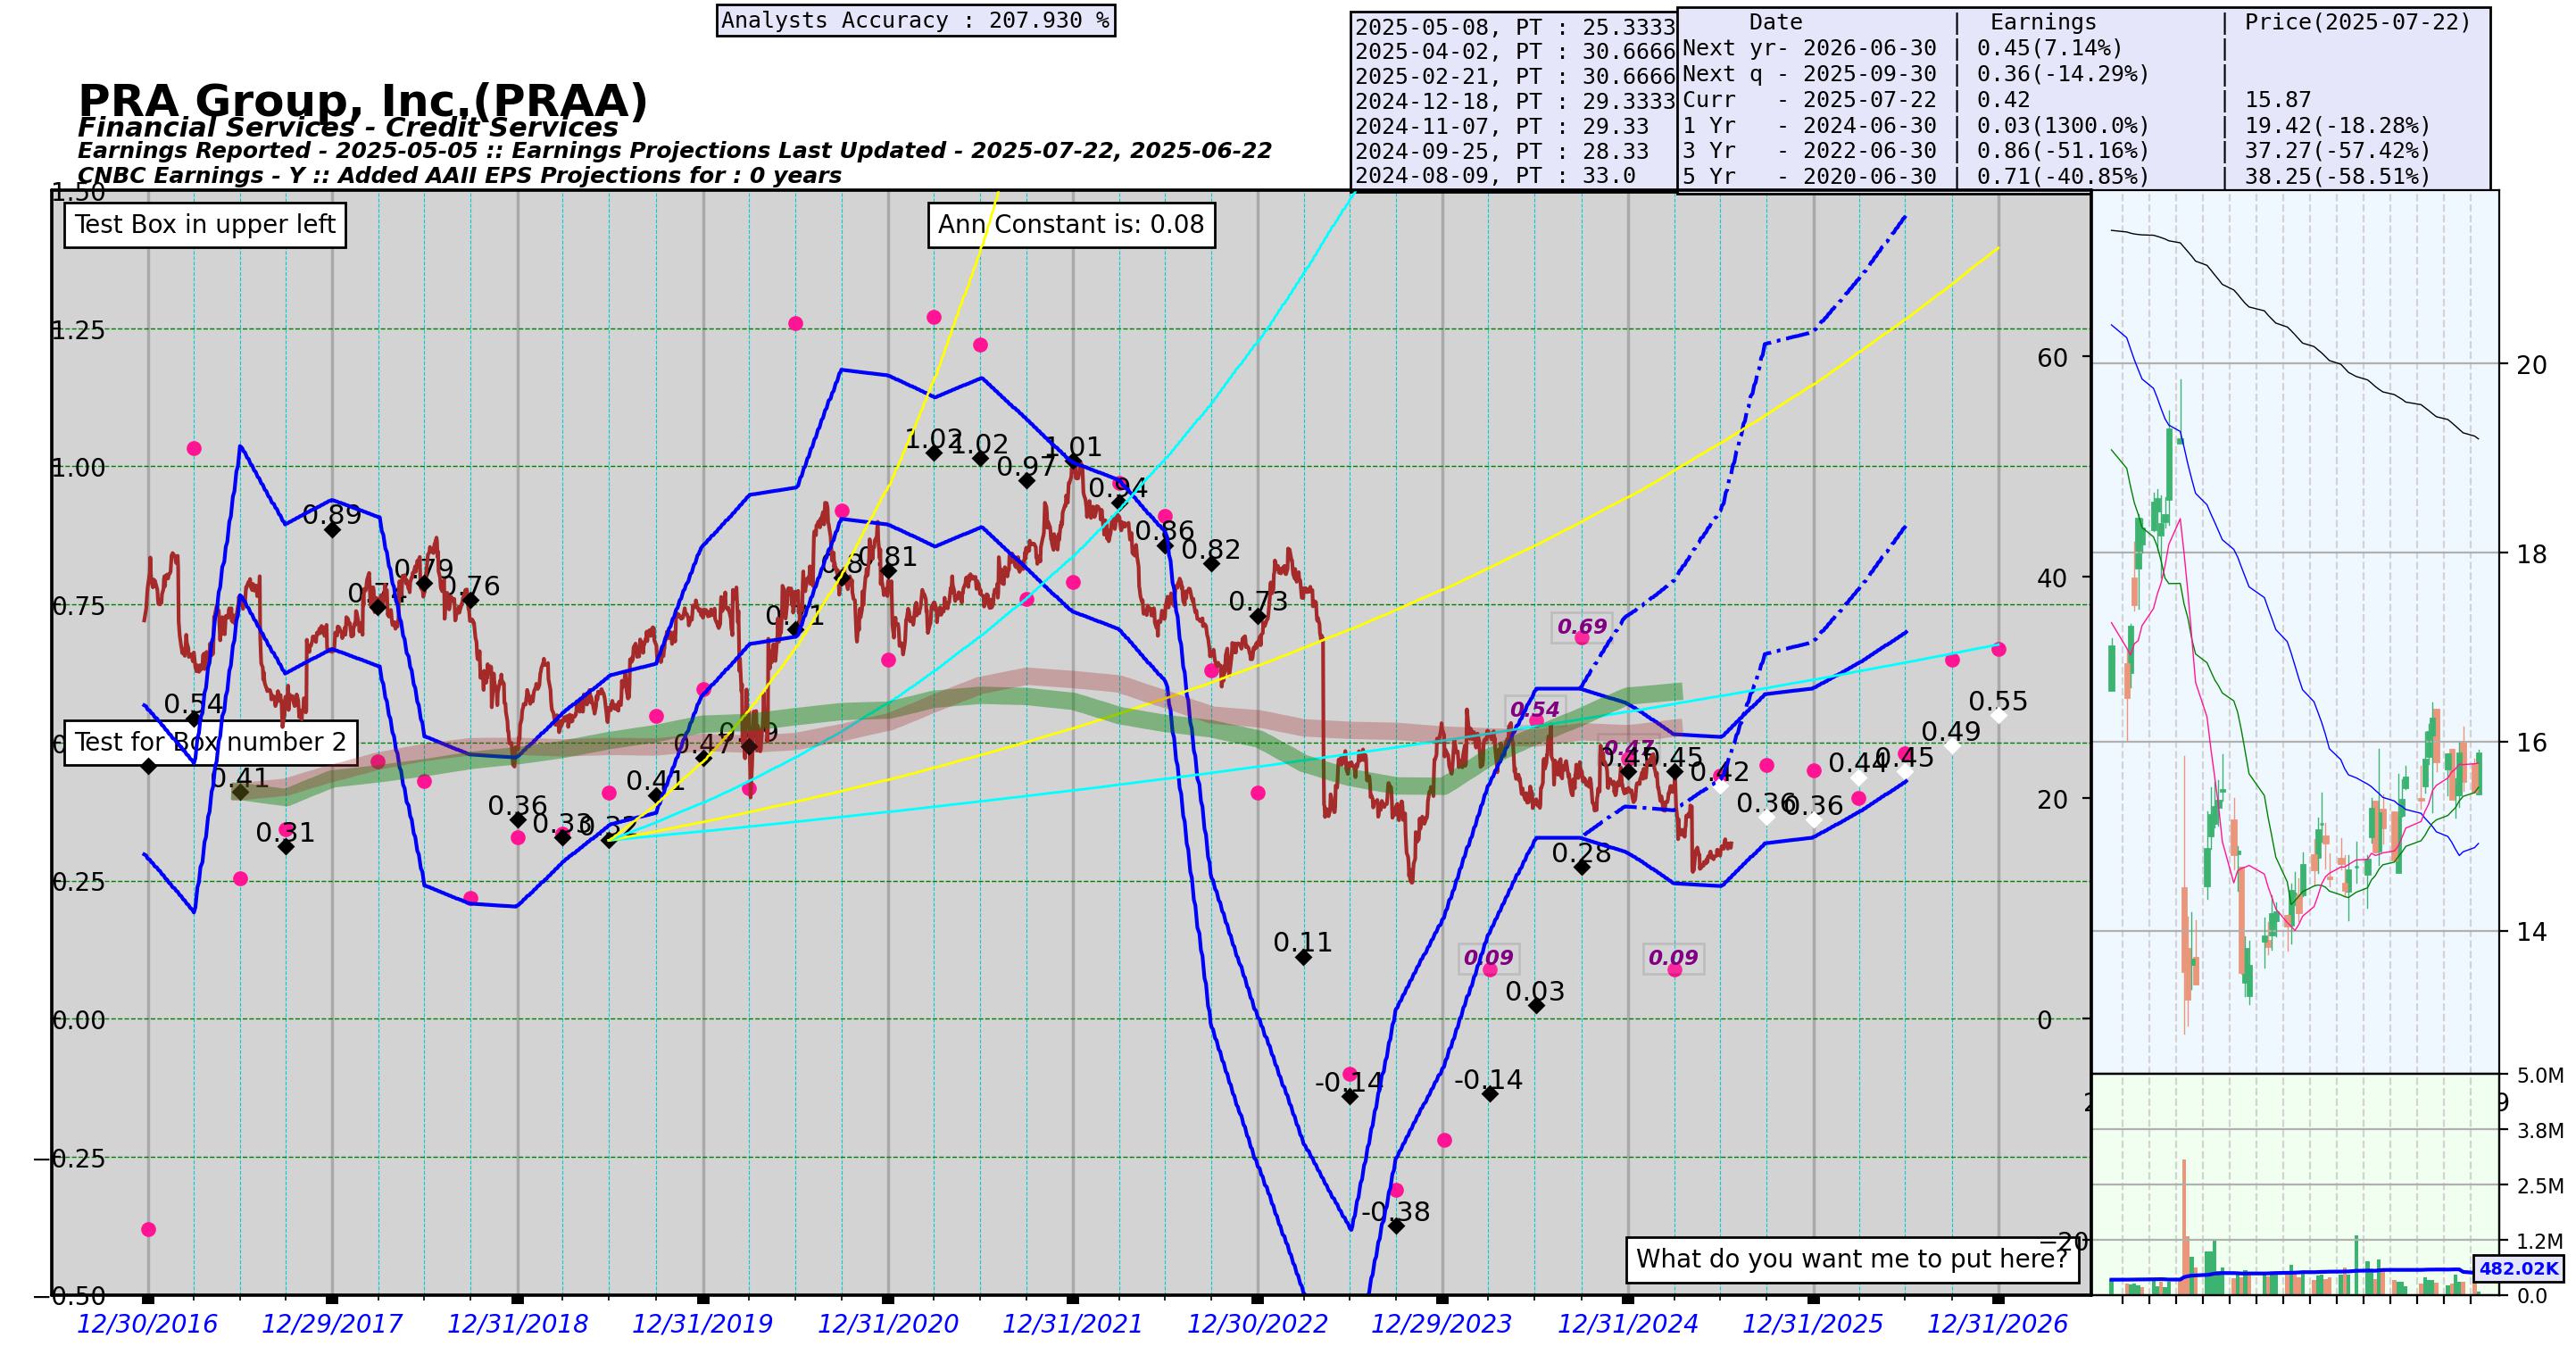 Analysts Accuracy : 207.930 %
2025-05-08, PT : 25.3333
2025-04-02, PT : 30.6666
2025-02-21, PT : 30.6666
2024-12-18, PT : 29.3333
2024-11-07, PT : 29.33
2024-09-25, PT : 28.33
2024-08-09, PT : 33.0
Date | Earnings | Price(2025-07-22)
Next yr- 2026-06-30 | 0.45(7.14%) |
Next q - 2025-09-30 | 0.36(-14.29%) |
Curr - 2025-07-22 | 0.42 | 15.87
1 Yr - 2024-06-30 | 0.03(1300.0%) | 19.42(-18.28%)
3 Yr - 2022-06-30 | 0.86(-51.16%) | 37.27(-57.42%)
5 Yr - 2020-06-30 | 0.71(-40.85%) | 38.25(-58.51%)
PRA Group, Inc.(PRAA)
Financial Services - Credit Services
Earnings Reported - 2025-05-05 :: Earnings Projections Last Updated - 2025-07-22, 2025-06-22
CNBC Earnings - Y :: Added AAII EPS Projections for : 0 years
Test Box in upper left
Ann Constant is: 0.08
Test for Box number 2
What do you want me to put here?
1.50
1.25
1.00
0.75
0.25
0.00
−0.25
−0.50
0.54
0.41
0.31
0.89
0.79
0.76
0.36
0.33
0.32
0.41
0.47
0.71
0.81
1.02
1.02
0.97
1.01
0.94
0.86
0.82
0.73
0.11
-0.14
-0.38
-0.14
0.03
0.28
0.45
0.42
0.36
0.36
0.44
0.45
0.49
0.55
0.09
0.54
0.69
0.47
0.09
60
40
20
0
−20
20
18
16
14
5.0M
3.8M
2.5M
1.2M
0.0
482.02K
12/30/2016
12/29/2017
12/31/2018
12/31/2019
12/31/2020
12/31/2021
12/30/2022
12/29/2023
12/31/2024
12/31/2025
12/31/2026